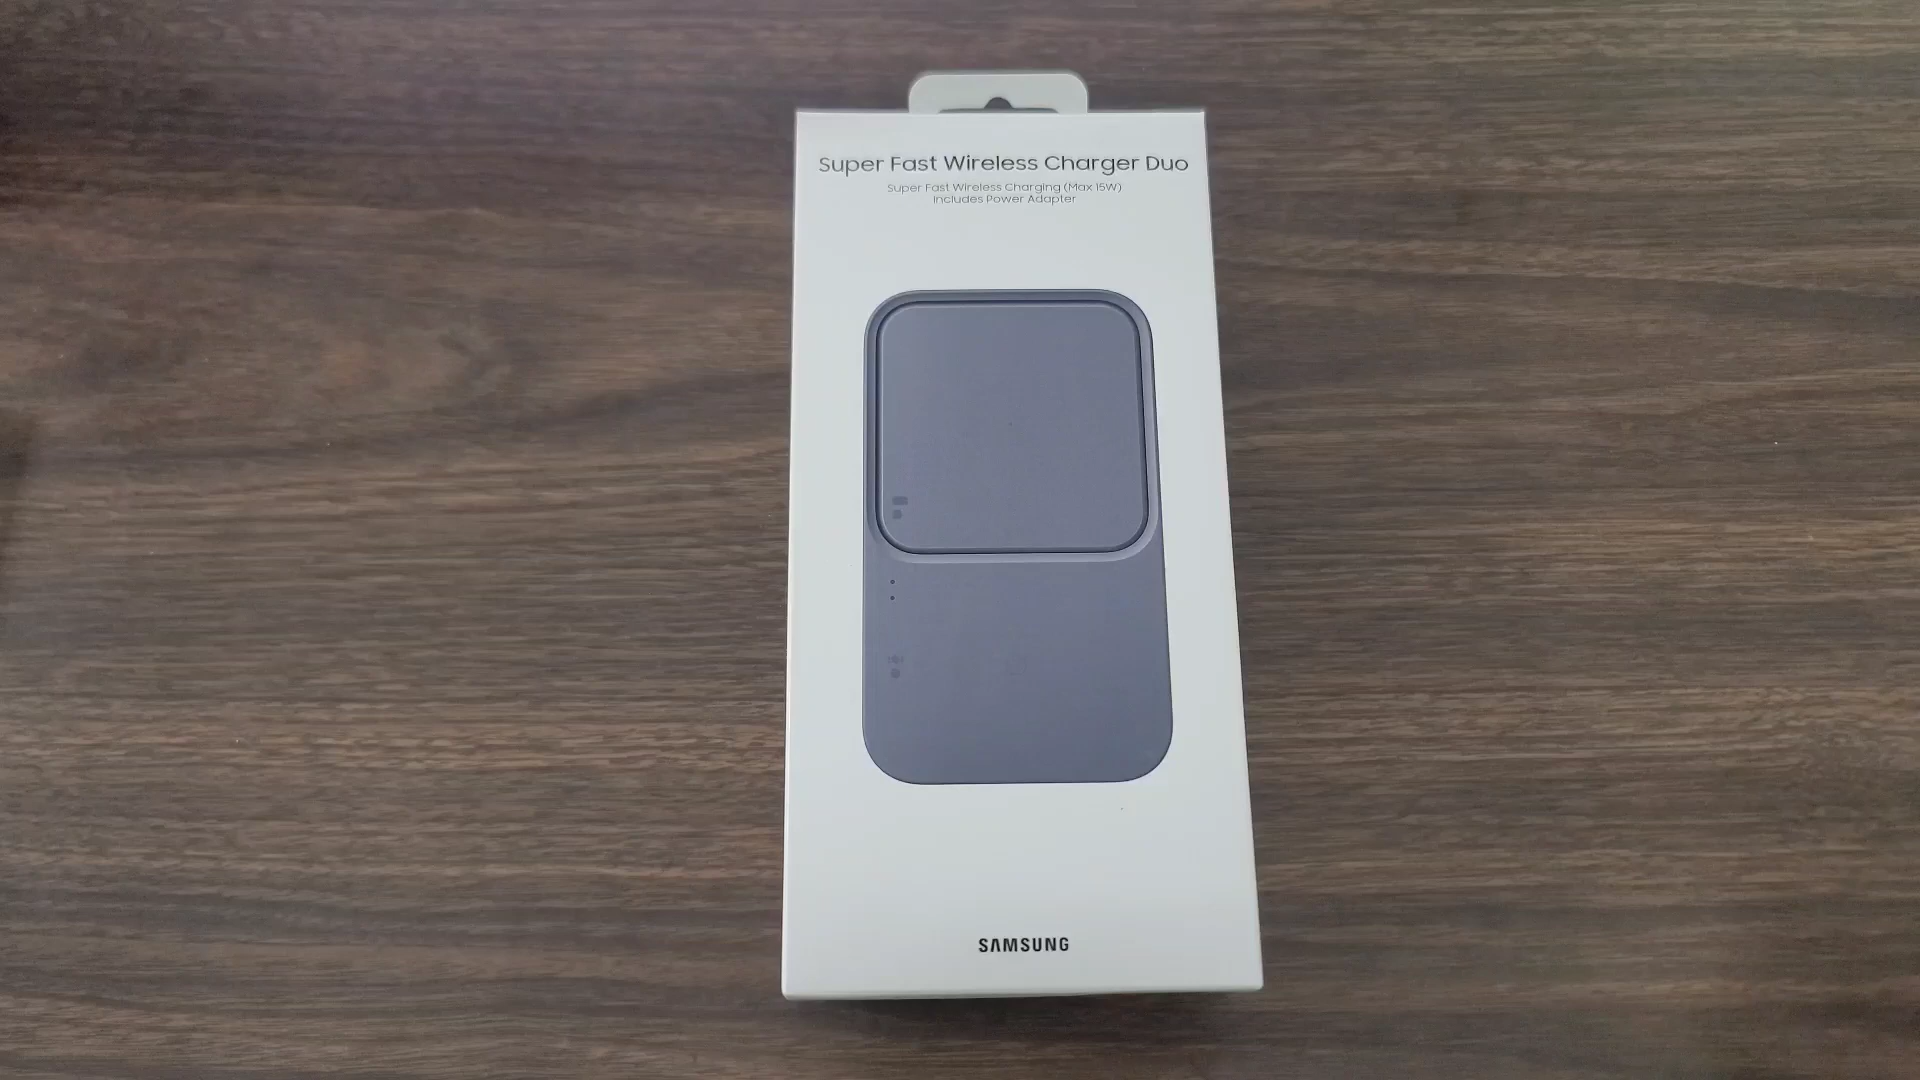 Super Fast Wireless Charger Duo
Super Fast Wireless Charging (Max 15W)
Includes Power Adapter
SAMSUNG